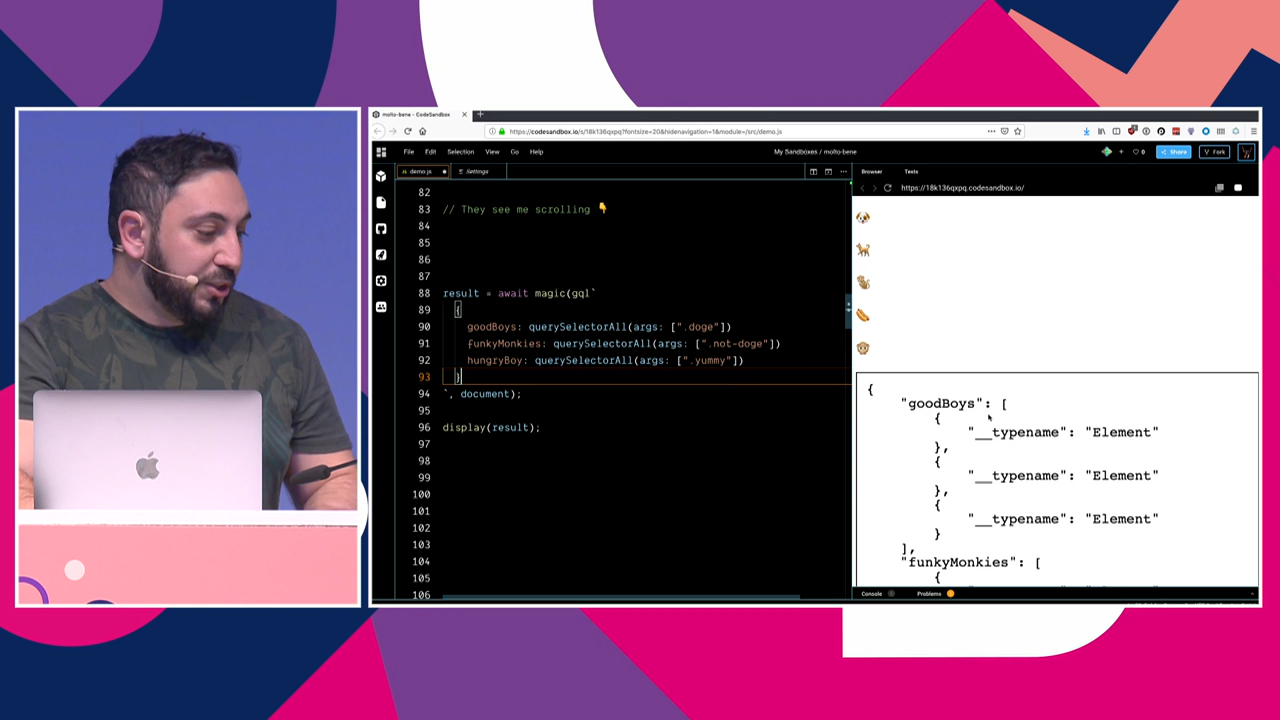 molto-bene - CodeSandbox
https://codesandbox.io/s/18k136qxpq?fontsize=20&hidenavigation=1&module=/src/demo.js
File Edit Selection View Go Help
My Sandboxes / molto-bene
0
Share
Fork
demo.js
Settings
Browser
Tests
https://18k136qxpq.codesandbox.io/
82
83 // They see me scrolling 👇
84
85
86
87
88 result = await magic(gql`
89 {
90 goodBoys: querySelectorAll(args: [".doge"])
91 funkyMonkies: querySelectorAll(args: [".not-doge"])
92 hungryBoy: querySelectorAll(args: [".yummy"])
93 }
94 `, document);
95
96 display(result);
97
98
99
100
101
102
103
104
105
106
{
"goodBoys": [
{
"__typename": "Element"
},
{
"__typename": "Element"
},
{
"__typename": "Element"
}
],
"funkyMonkies": [
{
Console
Problems